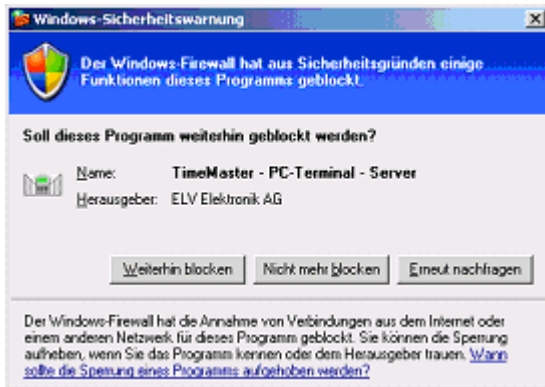 Windows-Sicherheitswarnung
Der Windows-Firewall hat aus Sicherheitsgründen einige
Funktionen dieses Programms geblockt.
Soll dieses Programm weiterhin geblockt werden?
Name: TimeMaster - PC-Terminal - Server
Herausgeber: ELV Elektronik AG
Weiterhin blocken Nicht mehr blocken Erneut nachfragen
Der Windows-Firewall hat die Annahme von Verbindungen aus dem Internet oder
einem anderen Netzwerk für dieses Programm geblockt. Sie können die Sperrung
aufheben, wenn Sie das Programm kennen oder dem Herausgeber trauen. Wann
sollte die Sperrung eines Programms aufgehoben werden?